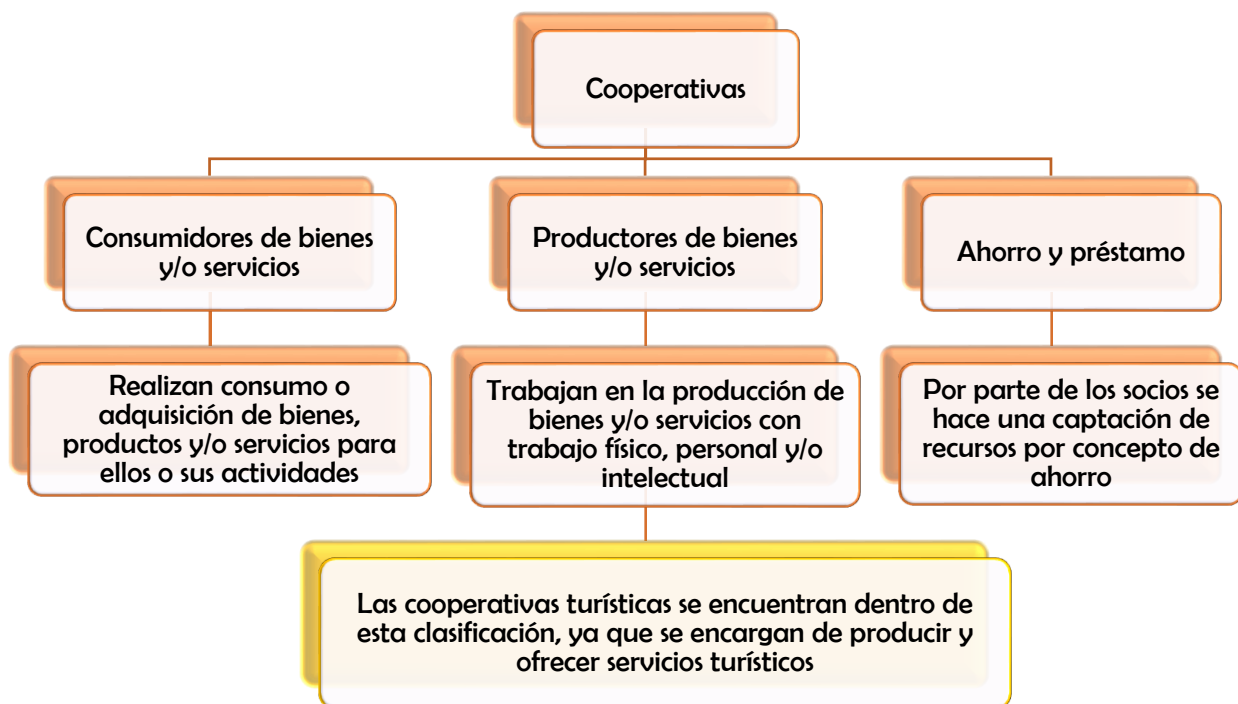 Cooperativas
Consumidores de bienes
y/o servicios
Productores de bienes
y/o servicios
Ahorro y préstamo
Realizan consumo o
adquisición de bienes,
productos y/o servicios para
ellos o sus actividades
Trabajan en la producción de
bienes y/o servicios con
trabajo físico, personal y/o
intelectual
Por parte de los socios se
hace una captación de
recursos por concepto de
ahorro
Las cooperativas turísticas se encuentran dentro de
esta clasificación, ya que se encargan de producir y
ofrecer servicios turísticos